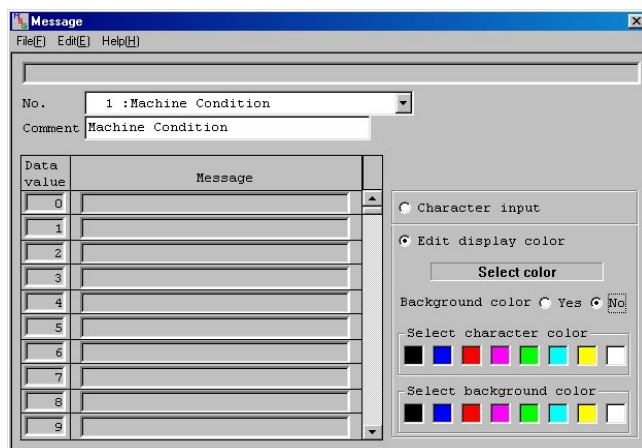 Message
File(F) Edit(E) Help(H)
No. 1 :Machine Condition
Comment Machine Condition
Data value Message
0
1
2
3
4
5
6
7
8
9
Character input
Edit display color
Select color
Background color Yes No
Select character color
Select background color